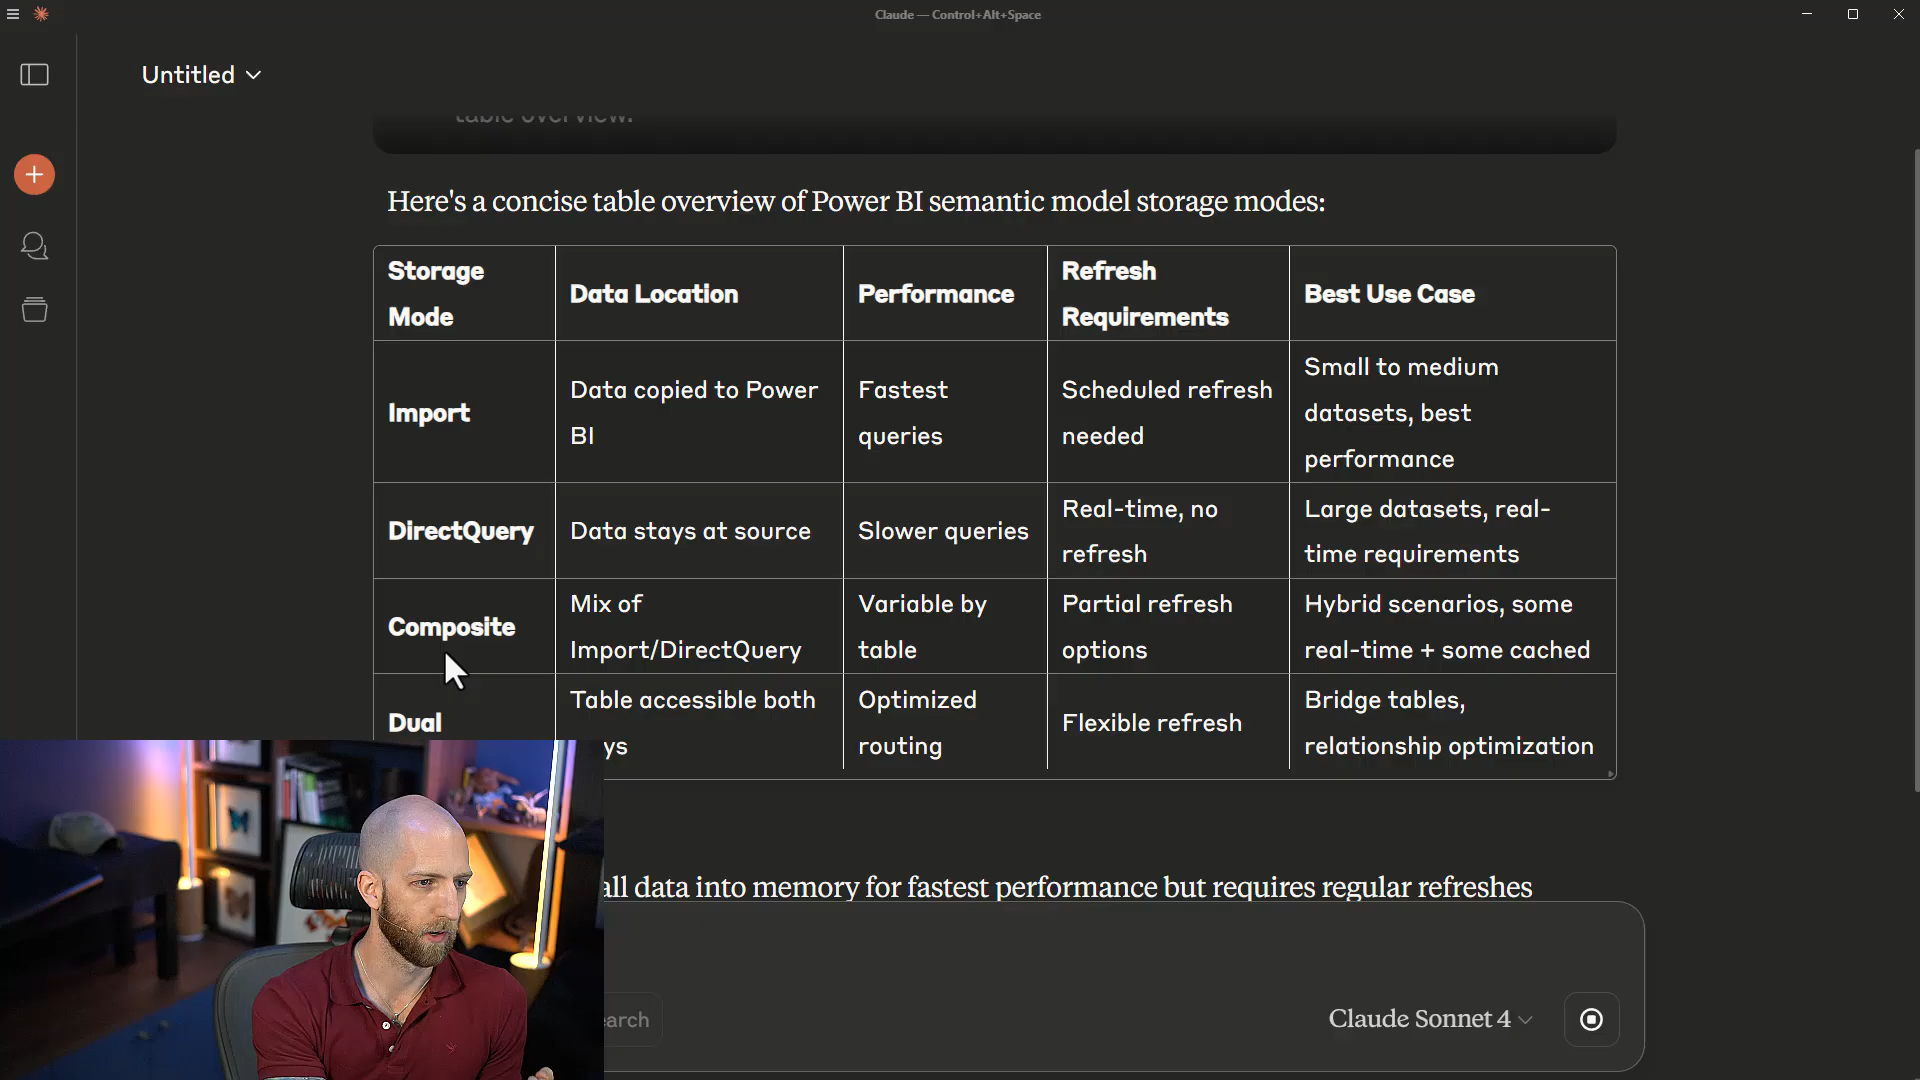 Claude — Control+Alt+Space
Untitled
table overview.
Here's a concise table overview of Power BI semantic model storage modes:
Storage Mode
Data Location
Performance
Refresh Requirements
Best Use Case
Import
Data copied to Power BI
Fastest queries
Scheduled refresh needed
Small to medium datasets, best performance
DirectQuery
Data stays at source
Slower queries
Real-time, no refresh
Large datasets, real-time requirements
Composite
Mix of Import/DirectQuery
Variable by table
Partial refresh options
Hybrid scenarios, some real-time + some cached
Dual
Table accessible both
ys
Optimized routing
Flexible refresh
Bridge tables, relationship optimization
all data into memory for fastest performance but requires regular refreshes
earch
Claude Sonnet 4